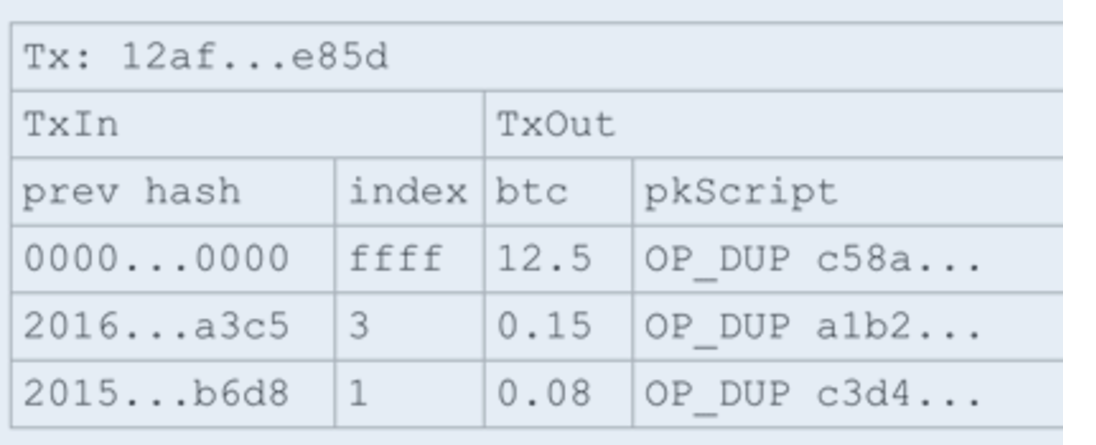 Tx: 12af...e85d
TxIn TxOut
prev hash index btc pkScript
0000...0000 ffff 12.5 OP_DUP c58a...
2016...a3c5 3 0.15 OP_DUP a1b2...
2015...b6d8 1 0.08 OP_DUP c3d4...